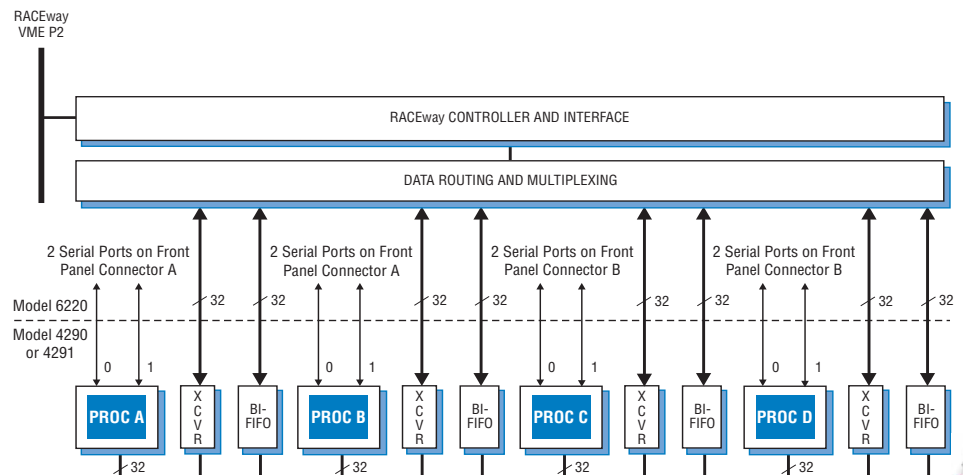 RACEway
VME P2
RACEway CONTROLLER AND INTERFACE
DATA ROUTING AND MULTIPLEXING
2 Serial Ports on Front
Panel Connector A
2 Serial Ports on Front
Panel Connector A
2 Serial Ports on Front
Panel Connector B
2 Serial Ports on Front
Panel Connector B
Model 6220
32
32
32
32
32
32
32
32
Model 4290
or 4291
0
1
0
1
0
1
0
1
PROC A
XCVR
BI-
FIFO
PROC B
XCVR
BI-
FIFO
PROC C
XCVR
BI-
FIFO
PROC D
XCVR
BI-
FIFO
32
32
32
32